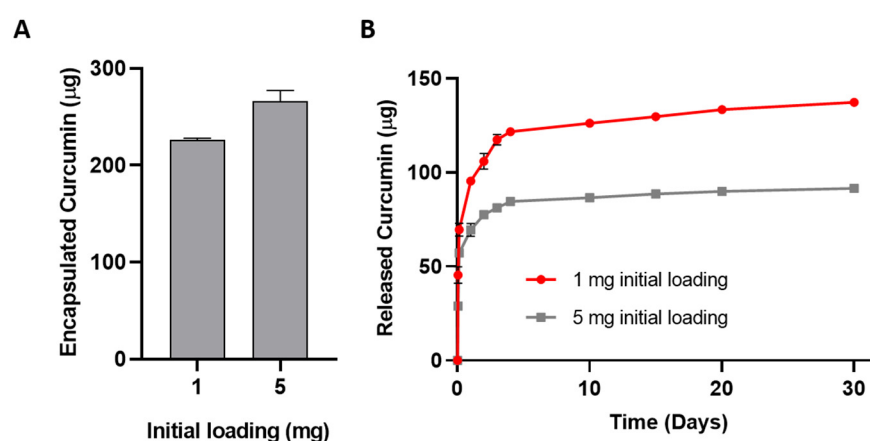 A
Encapsulated Curcumin (μg)
300
200
100
0
1
5
Initial loading (mg)
B
Released Curcumin (μg)
150
100
50
0
1 mg initial loading
5 mg initial loading
0
10
20
30
Time (Days)